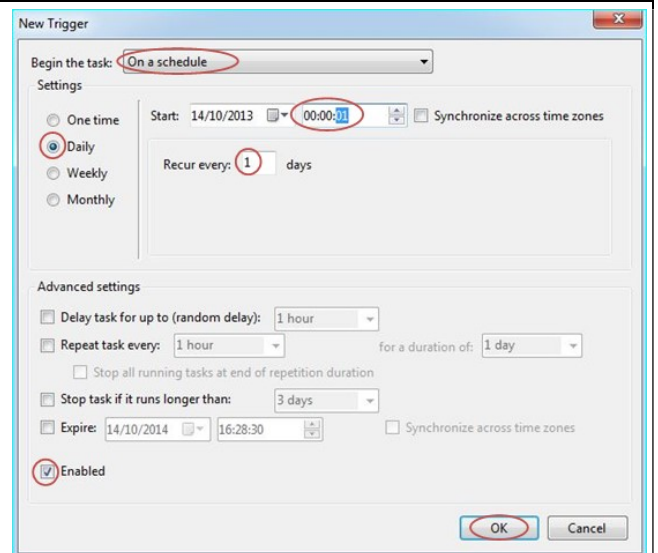 New Trigger
Begin the task: On a schedule
Settings
One time
Start: 14/10/2013 00:00:01 Synchronize across time zones
Daily
Recur every: 1 days
Weekly
Monthly
Advanced settings
Delay task for up to (random delay): 1 hour
Repeat task every: 1 hour for a duration of: 1 day
Stop all running tasks at end of repetition duration
Stop task if it runs longer than: 3 days
Expire: 14/10/2014 16:28:30 Synchronize across time zones
Enabled
OK Cancel